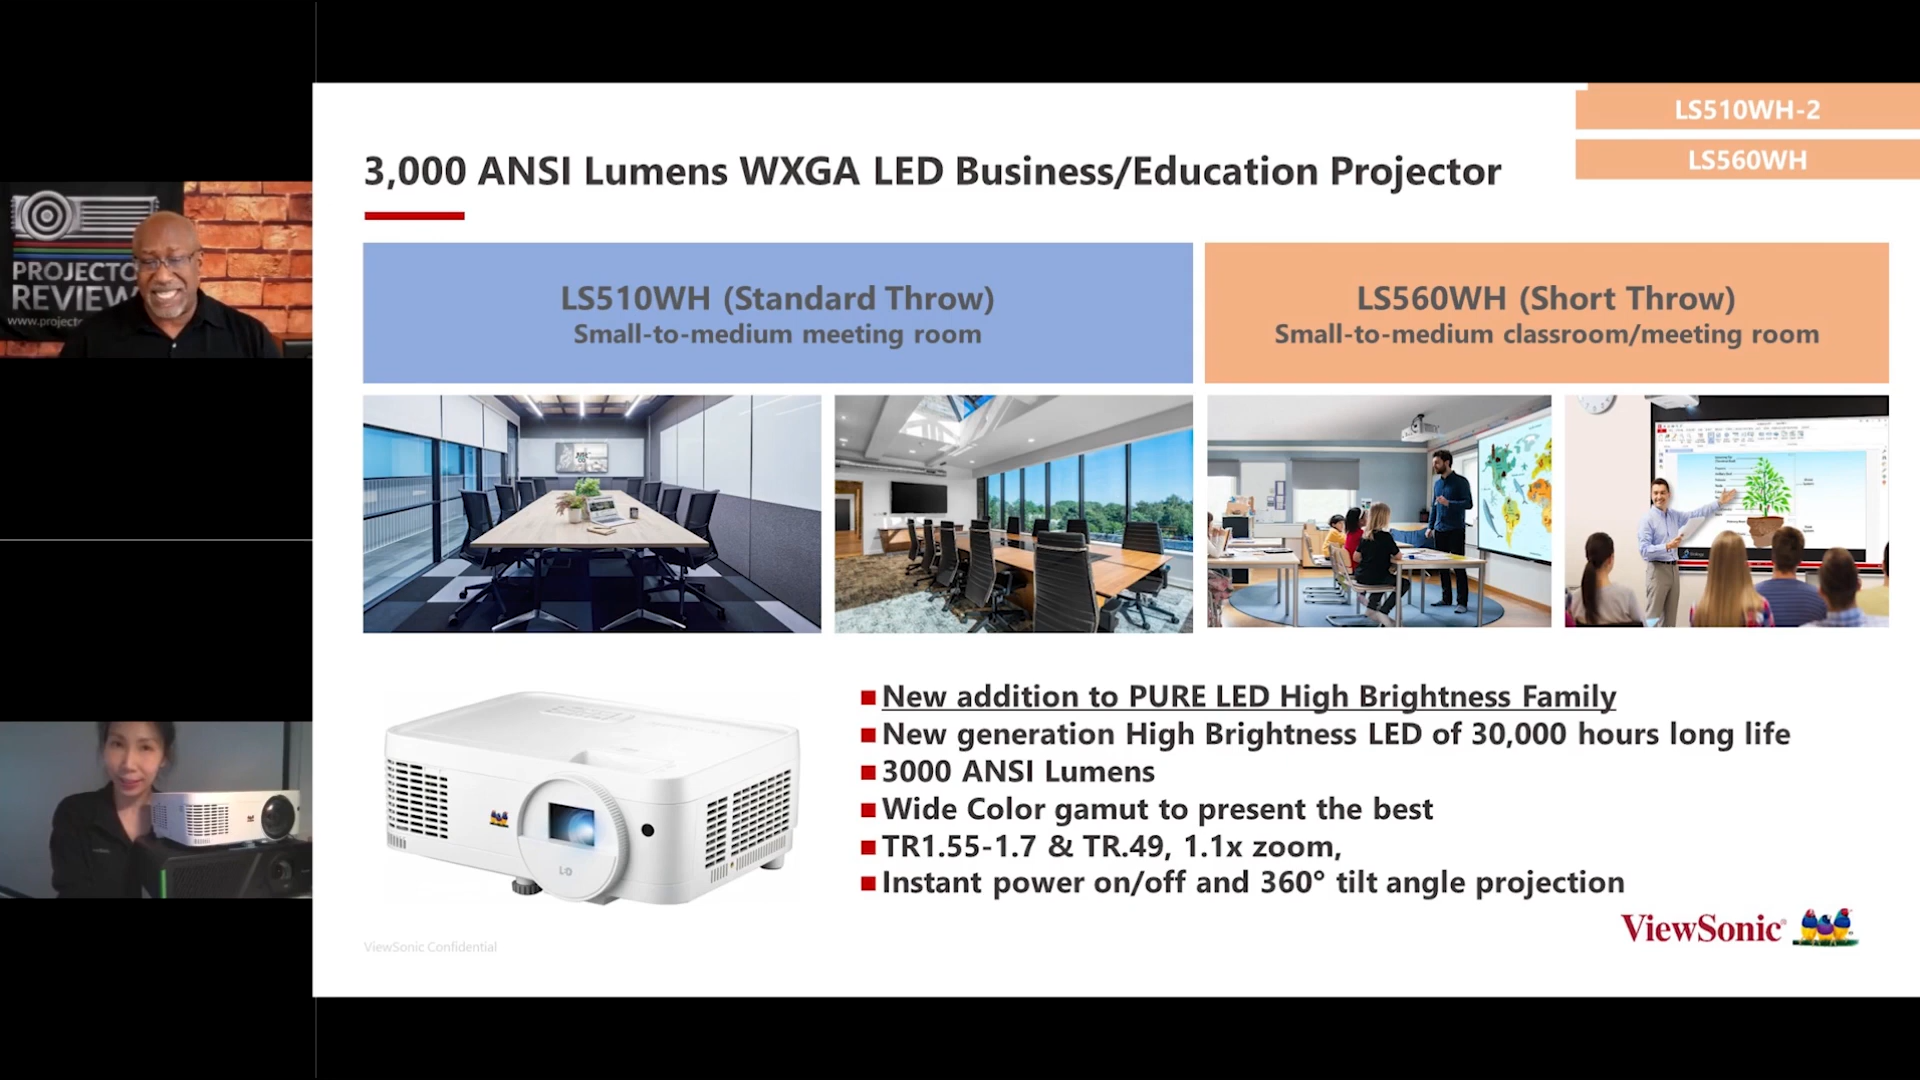 LS510WH-2
LS560WH
3,000 ANSI Lumens WXGA LED Business/Education Projector
PROJECTO
REVIEW
www.projecto
LS510WH (Standard Throw)
Small-to-medium meeting room
LS560WH (Short Throw)
Small-to-medium classroom/meeting room
New addition to PURE LED High Brightness Family
New generation High Brightness LED of 30,000 hours long life
3000 ANSI Lumens
Wide Color gamut to present the best
TR1.55-1.7 & TR.49, 1.1x zoom,
Instant power on/off and 360° tilt angle projection
ViewSonic
ViewSonic Confidential